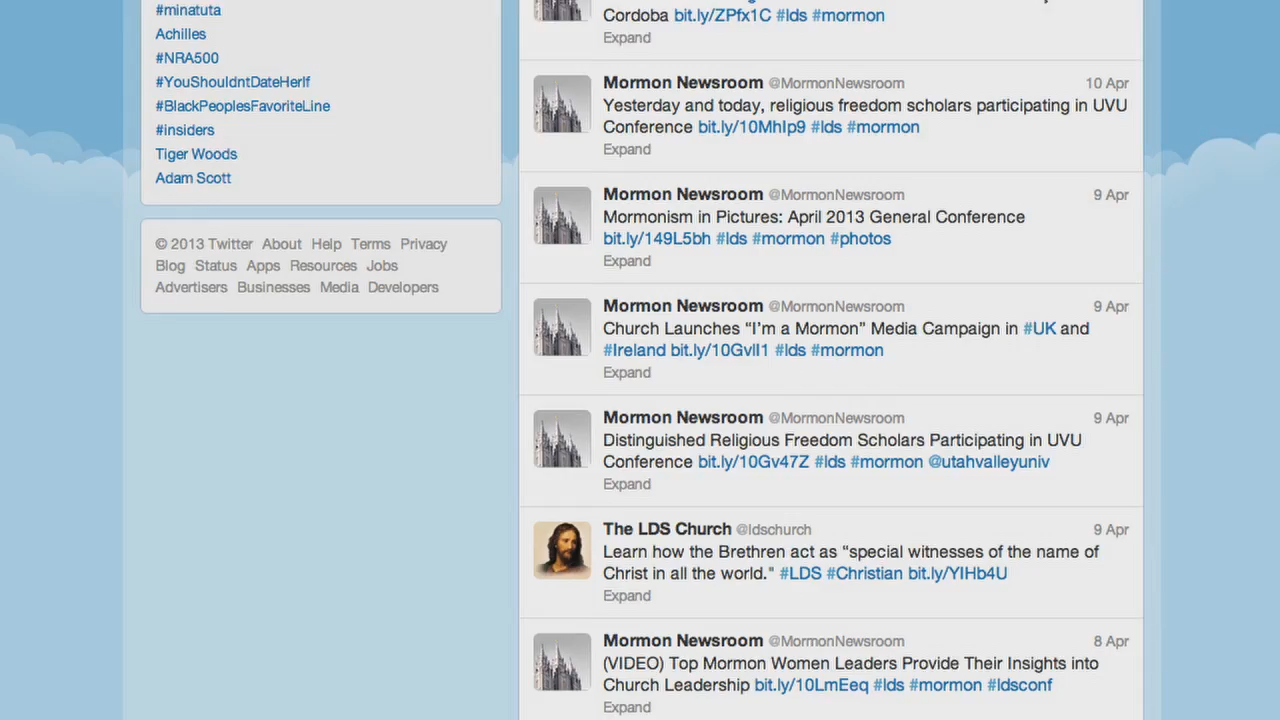 #minatuta
Achilles
#NRA500
#YouShouldntDateHerIf
#BlackPeoplesFavoriteLine
#insiders
Tiger Woods
Adam Scott
© 2013 Twitter About Help Terms Privacy
Blog Status Apps Resources Jobs
Advertisers Businesses Media Developers
Cordoba bit.ly/ZPfx1C #lds #mormon
Expand
Mormon Newsroom @MormonNewsroom 10 Apr
Yesterday and today, religious freedom scholars participating in UVU
Conference bit.ly/10MhIp9 #lds #mormon
Expand
Mormon Newsroom @MormonNewsroom 9 Apr
Mormonism in Pictures: April 2013 General Conference
bit.ly/149L5bh #lds #mormon #photos
Expand
Mormon Newsroom @MormonNewsroom 9 Apr
Church Launches “I’m a Mormon” Media Campaign in #UK and
#Ireland bit.ly/10GvlI1 #lds #mormon
Expand
Mormon Newsroom @MormonNewsroom 9 Apr
Distinguished Religious Freedom Scholars Participating in UVU
Conference bit.ly/10Gv47Z #lds #mormon @utahvalleyuniv
Expand
The LDS Church @ldschurch 9 Apr
Learn how the Brethren act as “special witnesses of the name of
Christ in all the world." #LDS #Christian bit.ly/YIHb4U
Expand
Mormon Newsroom @MormonNewsroom 8 Apr
(VIDEO) Top Mormon Women Leaders Provide Their Insights into
Church Leadership bit.ly/10LmEeq #lds #mormon #ldsconf
Expand